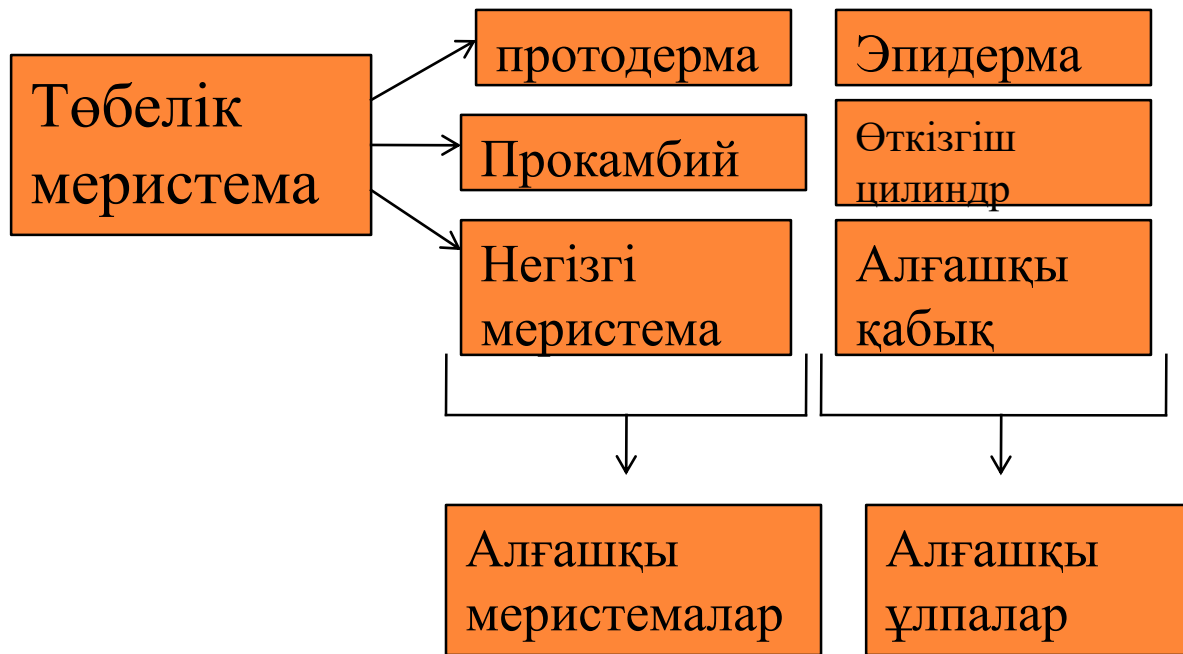 Төбелік
меристема
протодерма
Прокамбий
Негізгі
меристема
Эпидерма
Өткізгіш
цилиндр
Алғашқы
қабық
Алғашқы
меристемалар
Алғашқы
ұлпалар